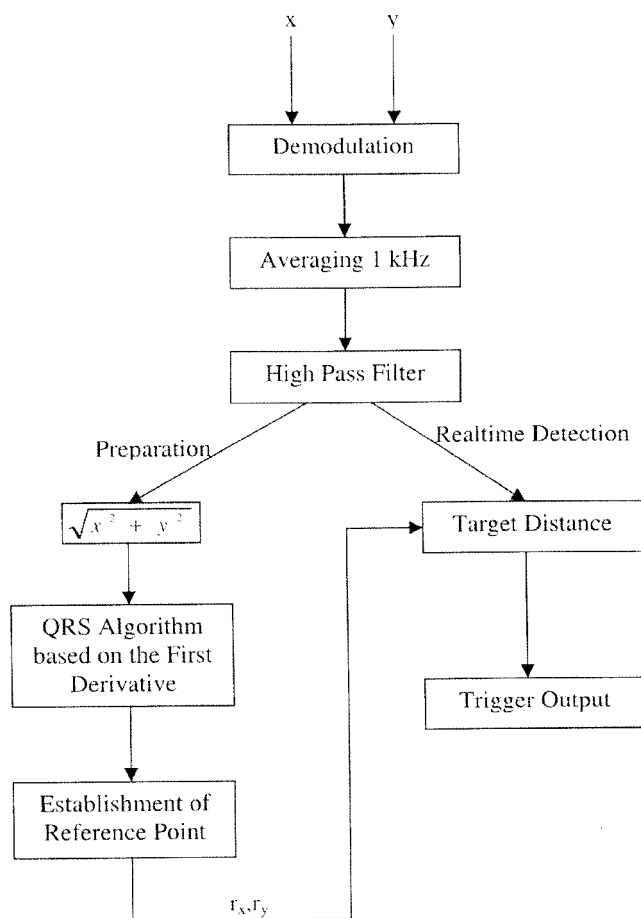 x y
Demodulation
Averaging 1 kHz
High Pass Filter
Preparation
Realtime Detection
√x² + y²
Target Distance
QRS Algorithm
based on the First
Derivative
Trigger Output
Establishment of
Reference Point
rₓ,r_y